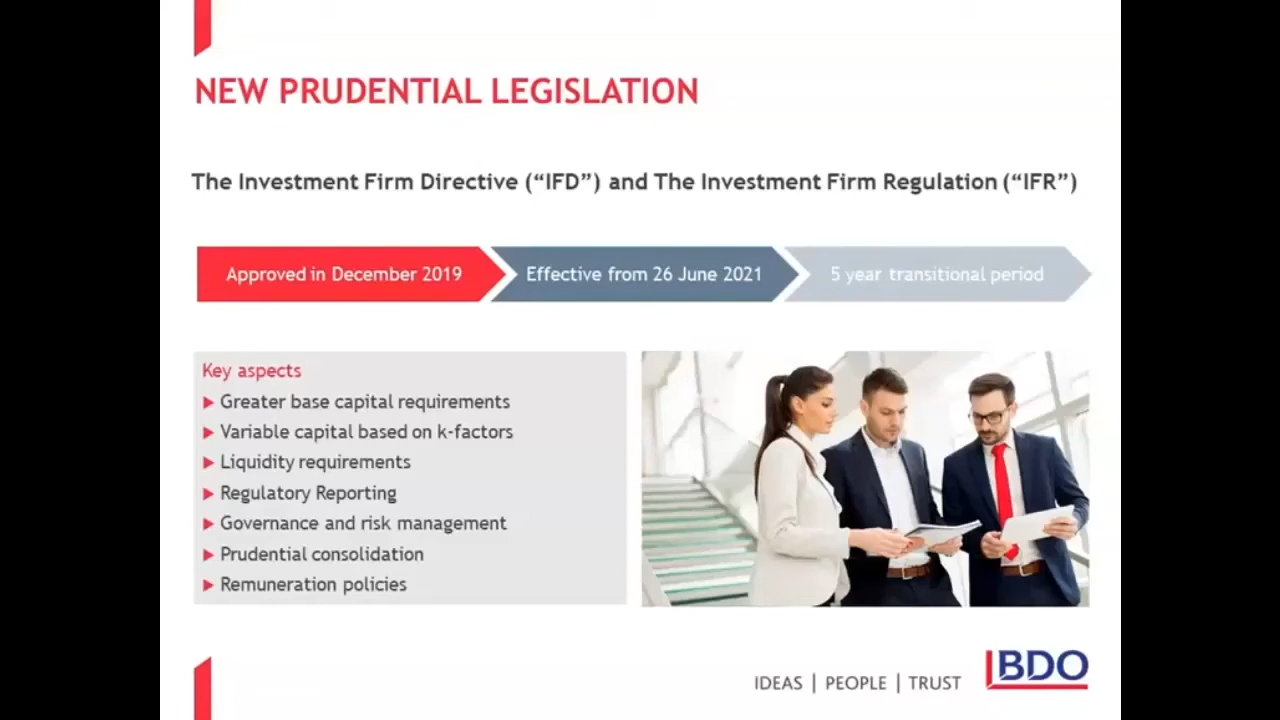 NEW PRUDENTIAL LEGISLATION
The Investment Firm Directive (“IFD”) and The Investment Firm Regulation (“IFR”)
Approved in December 2019
Effective from 26 June 2021
5 year transitional period
Key aspects
Greater base capital requirements
Variable capital based on k-factors
Liquidity requirements
Regulatory Reporting
Governance and risk management
Prudential consolidation
Remuneration policies
IDEAS | PEOPLE | TRUST
BDO